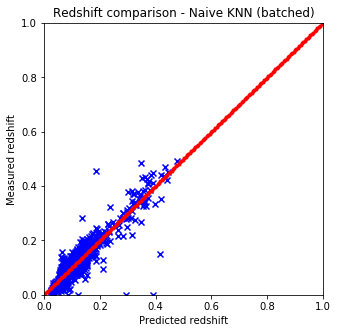 Redshift comparison - Naive KNN (batched)
1.0
0.8
0.6
0.4
0.2
0.0
Measured redshift
0.0 0.2 0.4 0.6 0.8 1.0
Predicted redshift